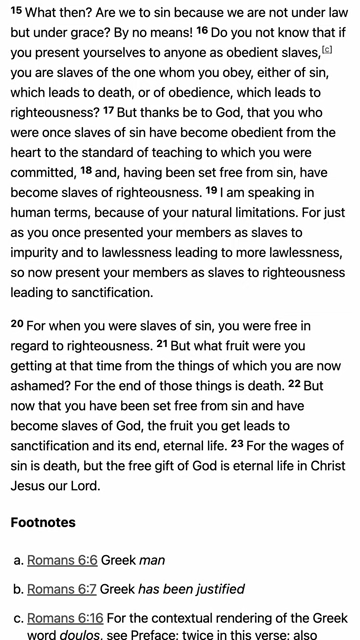 15 What then? Are we to sin because we are not under law
but under grace? By no means! 16 Do you not know that if
you present yourselves to anyone as obedient slaves,[c]
you are slaves of the one whom you obey, either of sin,
which leads to death, or of obedience, which leads to
righteousness? 17 But thanks be to God, that you who
were once slaves of sin have become obedient from the
heart to the standard of teaching to which you were
committed, 18 and, having been set free from sin, have
become slaves of righteousness. 19 I am speaking in
human terms, because of your natural limitations. For just
as you once presented your members as slaves to
impurity and to lawlessness leading to more lawlessness,
so now present your members as slaves to righteousness
leading to sanctification.
20 For when you were slaves of sin, you were free in
regard to righteousness. 21 But what fruit were you
getting at that time from the things of which you are now
ashamed? For the end of those things is death. 22 But
now that you have been set free from sin and have
become slaves of God, the fruit you get leads to
sanctification and its end, eternal life. 23 For the wages of
sin is death, but the free gift of God is eternal life in Christ
Jesus our Lord.
Footnotes
a. Romans 6:6 Greek man
b. Romans 6:7 Greek has been justified
c. Romans 6:16 For the contextual rendering of the Greek
word doulos, see Preface; twice in this verse; also